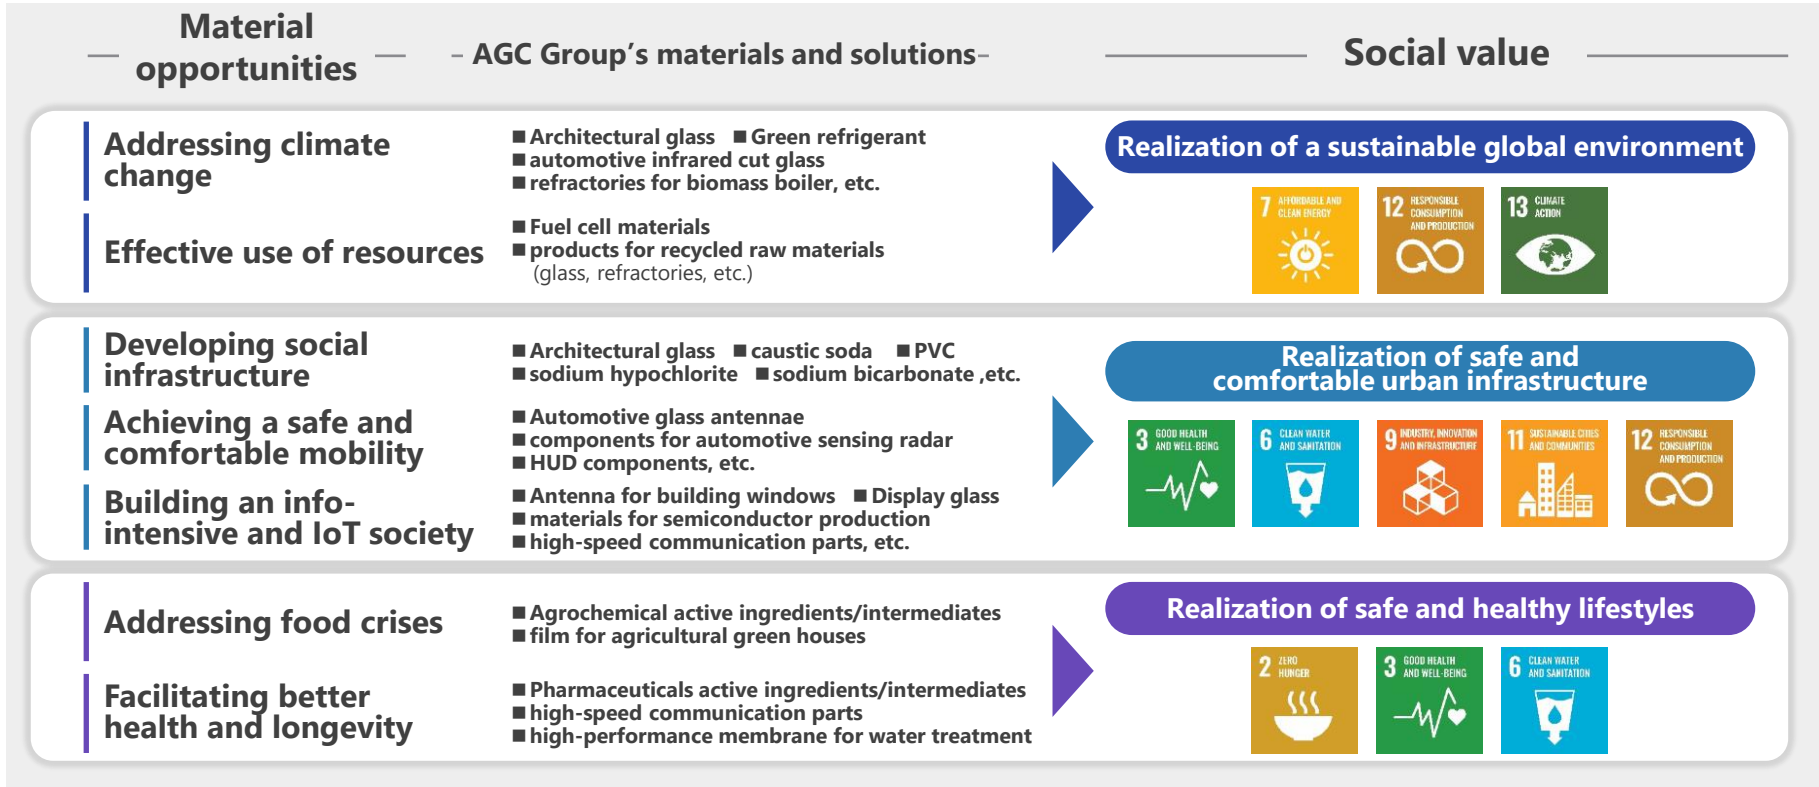 Material
opportunities
AGC Group's materials and solutions
Social value
Addressing climate
change
■ Architectural glass ■ Green refrigerant
■ automotive infrared cut glass
■ refractories for biomass boiler, etc.
Effective use of resources
■ Fuel cell materials
■ products for recycled raw materials
(glass, refractories, etc.)
Realization of a sustainable global environment
7 AFFORDABLE AND
CLEAN ENERGY
12 RESPONSIBLE
CONSUMPTION
AND PRODUCTION
13 CLIMATE
ACTION
Developing social
infrastructure
■ Architectural glass ■ caustic soda ■ PVC
■ sodium hypochlorite ■ sodium bicarbonate ,etc.
Achieving a safe and
comfortable mobility
■ Automotive glass antennae
■ components for automotive sensing radar
■ HUD components, etc.
Building an info-
intensive and IoT society
■ Antenna for building windows ■ Display glass
■ materials for semiconductor production
■ high-speed communication parts, etc.
Realization of safe and
comfortable urban infrastructure
3 GOOD HEALTH
AND WELL-BEING
6 CLEAN WATER
AND SANITATION
9 INDUSTRY, INNOVATION
AND INFRASTRUCTURE
11 SUSTAINABLE CITIES
AND COMMUNITIES
12 RESPONSIBLE
CONSUMPTION
AND PRODUCTION
Addressing food crises
■ Agrochemical active ingredients/intermediates
■ film for agricultural green houses
Facilitating better
health and longevity
■ Pharmaceuticals active ingredients/intermediates
■ high-speed communication parts
■ high-performance membrane for water treatment
Realization of safe and healthy lifestyles
2 ZERO
HUNGER
3 GOOD HEALTH
AND WELL-BEING
6 CLEAN WATER
AND SANITATION